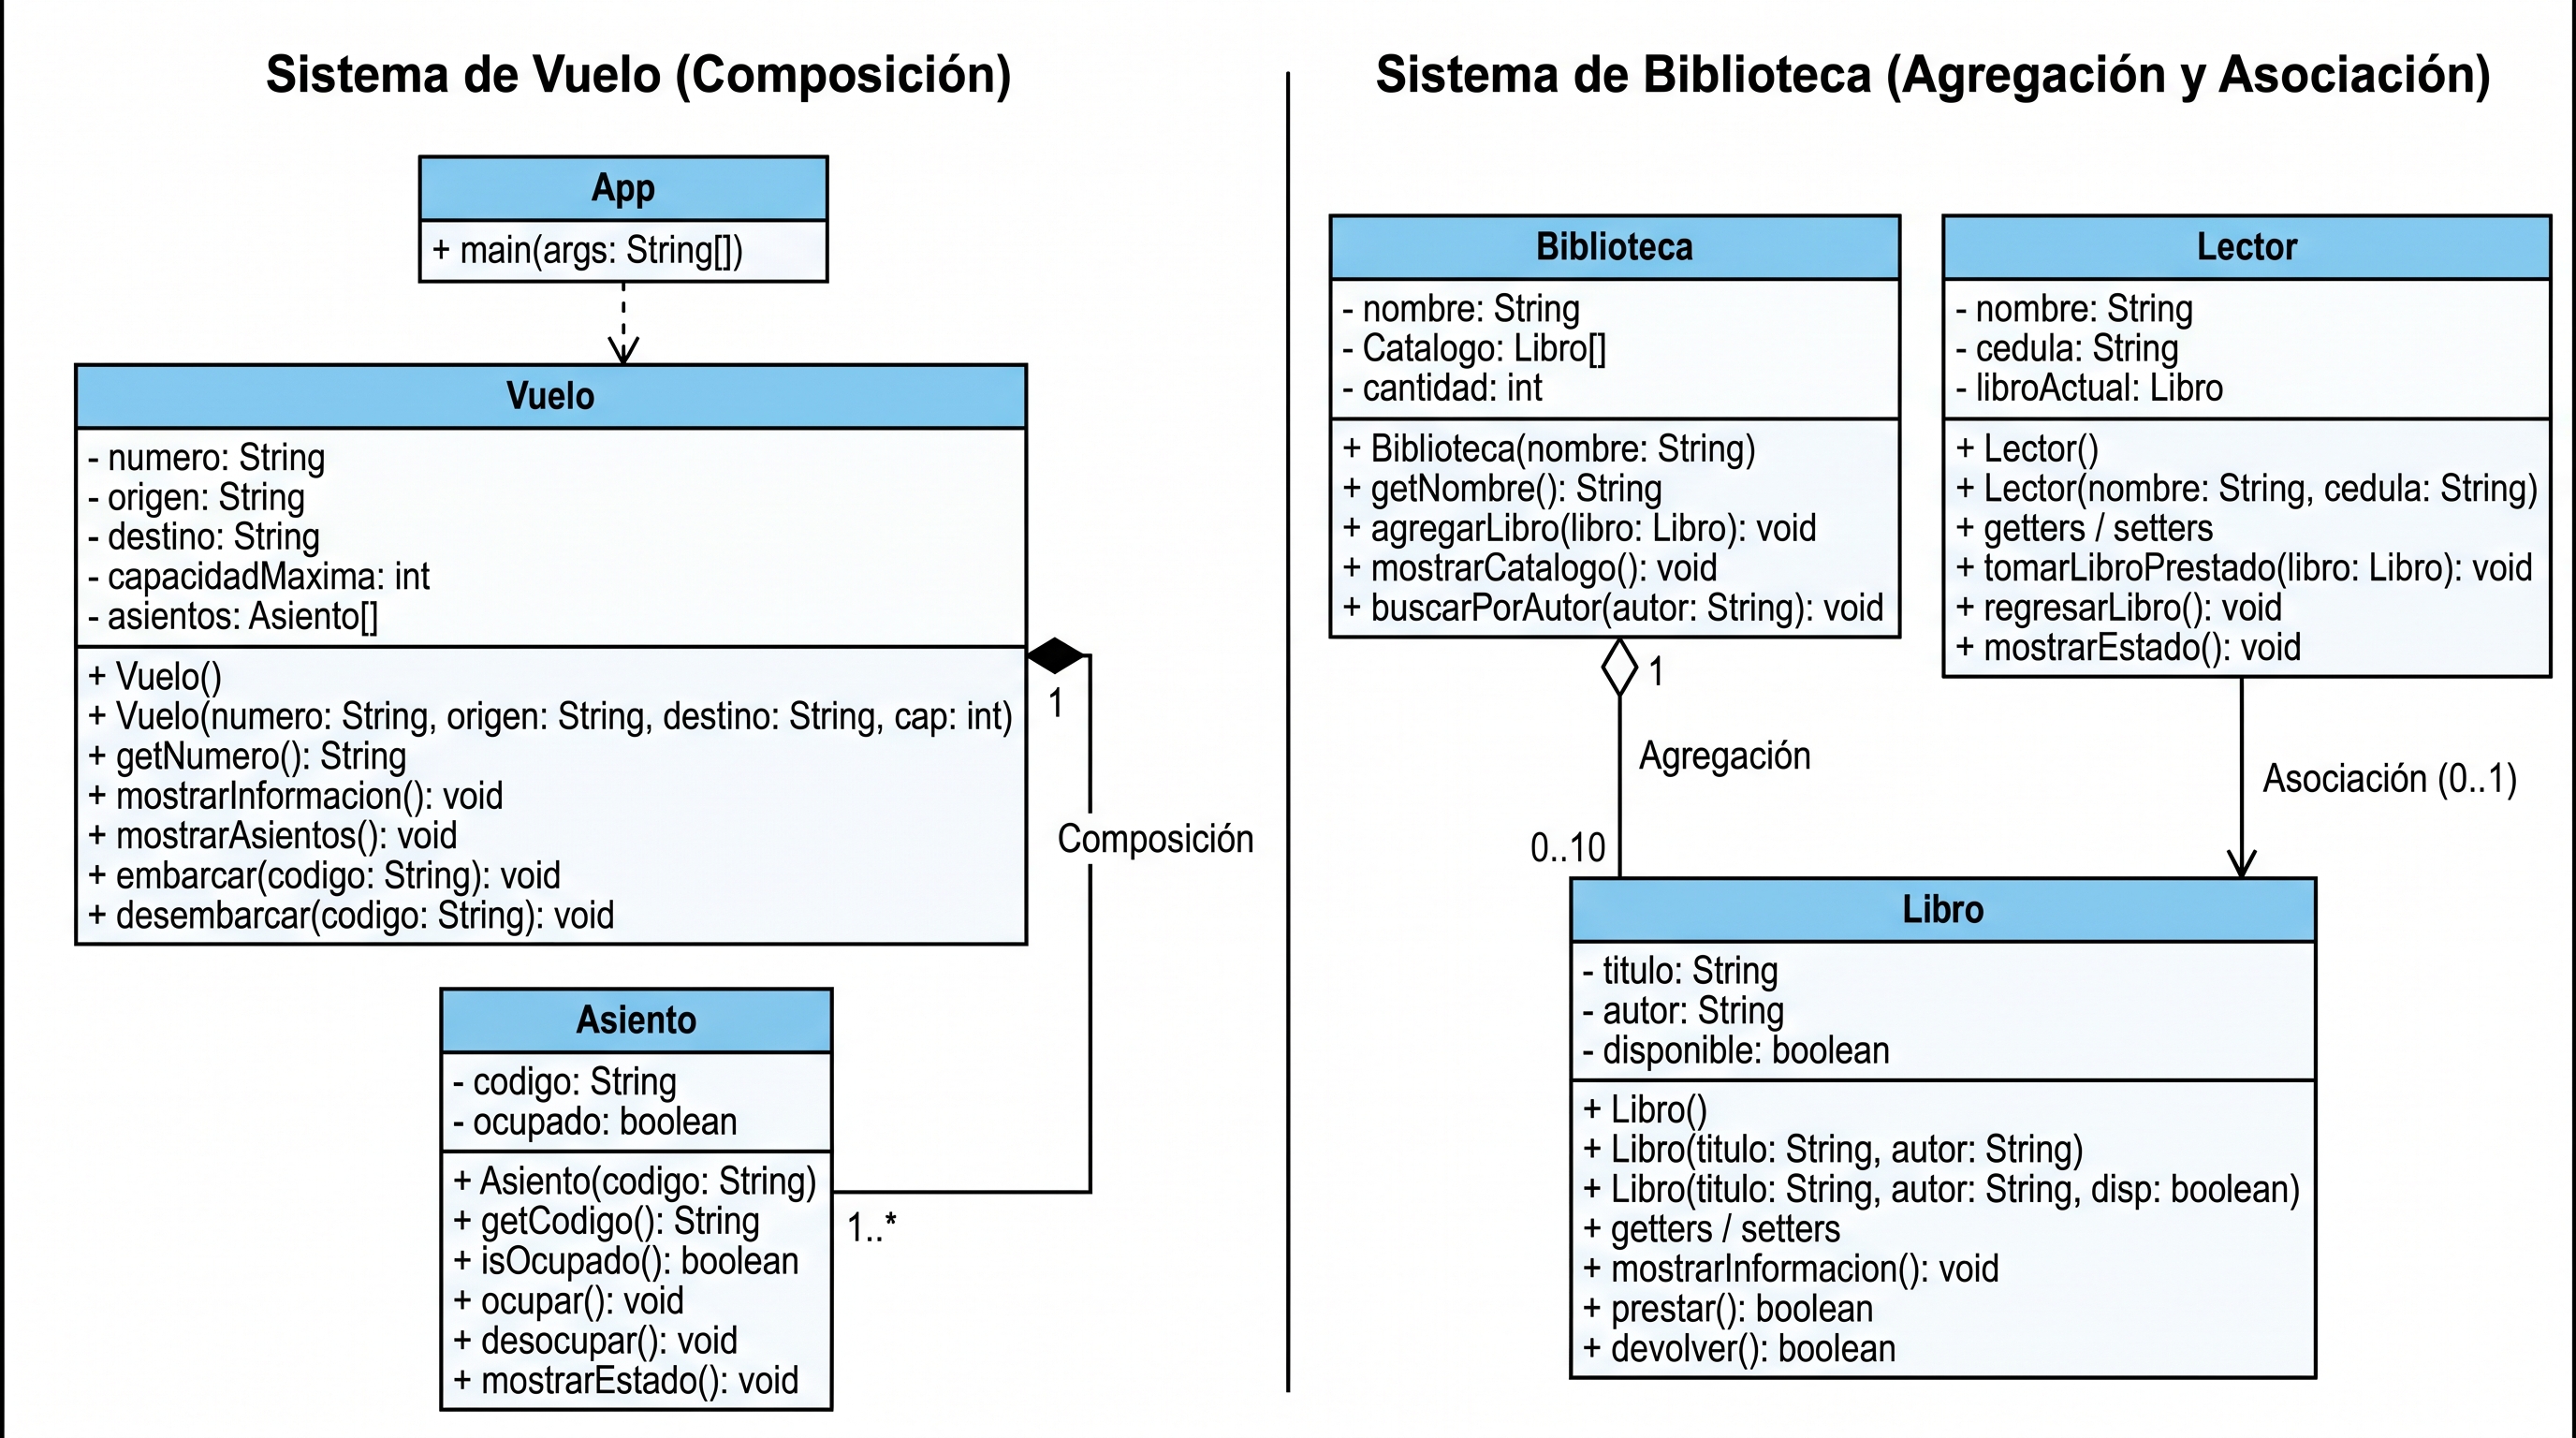 Sistema de Vuelo (Composición)
App
+ main(args: String[])
Vuelo
- numero: String
- origen: String
- destino: String
- capacidadMaxima: int
- asientos: Asiento[]
+ Vuelo()
+ Vuelo(numero: String, origen: String, destino: String, cap: int)
+ getNumero(): String
+ mostrarInformacion(): void
+ mostrarAsientos(): void
+ embarcar(codigo: String): void
+ desembarcar(codigo: String): void
1
Composición
1..*
Asiento
- codigo: String
- ocupado: boolean
+ Asiento(codigo: String)
+ getCodigo(): String
+ isOcupado(): boolean
+ ocupar(): void
+ desocupar(): void
+ mostrarEstado(): void
Sistema de Biblioteca (Agregación y Asociación)
Biblioteca
- nombre: String
- Catalogo: Libro[]
- cantidad: int
+ Biblioteca(nombre: String)
+ getNombre(): String
+ agregarLibro(libro: Libro): void
+ mostrarCatalogo(): void
+ buscarPorAutor(autor: String): void
Lector
- nombre: String
- cedula: String
- libroActual: Libro
+ Lector()
+ Lector(nombre: String, cedula: String)
+ getters / setters
+ tomarLibroPrestado(libro: Libro): void
+ regresarLibro(): void
+ mostrarEstado(): void
1
Agregación
0..10
Asociación (0..1)
Libro
- titulo: String
- autor: String
- disponible: boolean
+ Libro()
+ Libro(titulo: String, autor: String)
+ Libro(titulo: String, autor: String, disp: boolean)
+ getters / setters
+ mostrarInformacion(): void
+ prestar(): boolean
+ devolver(): boolean